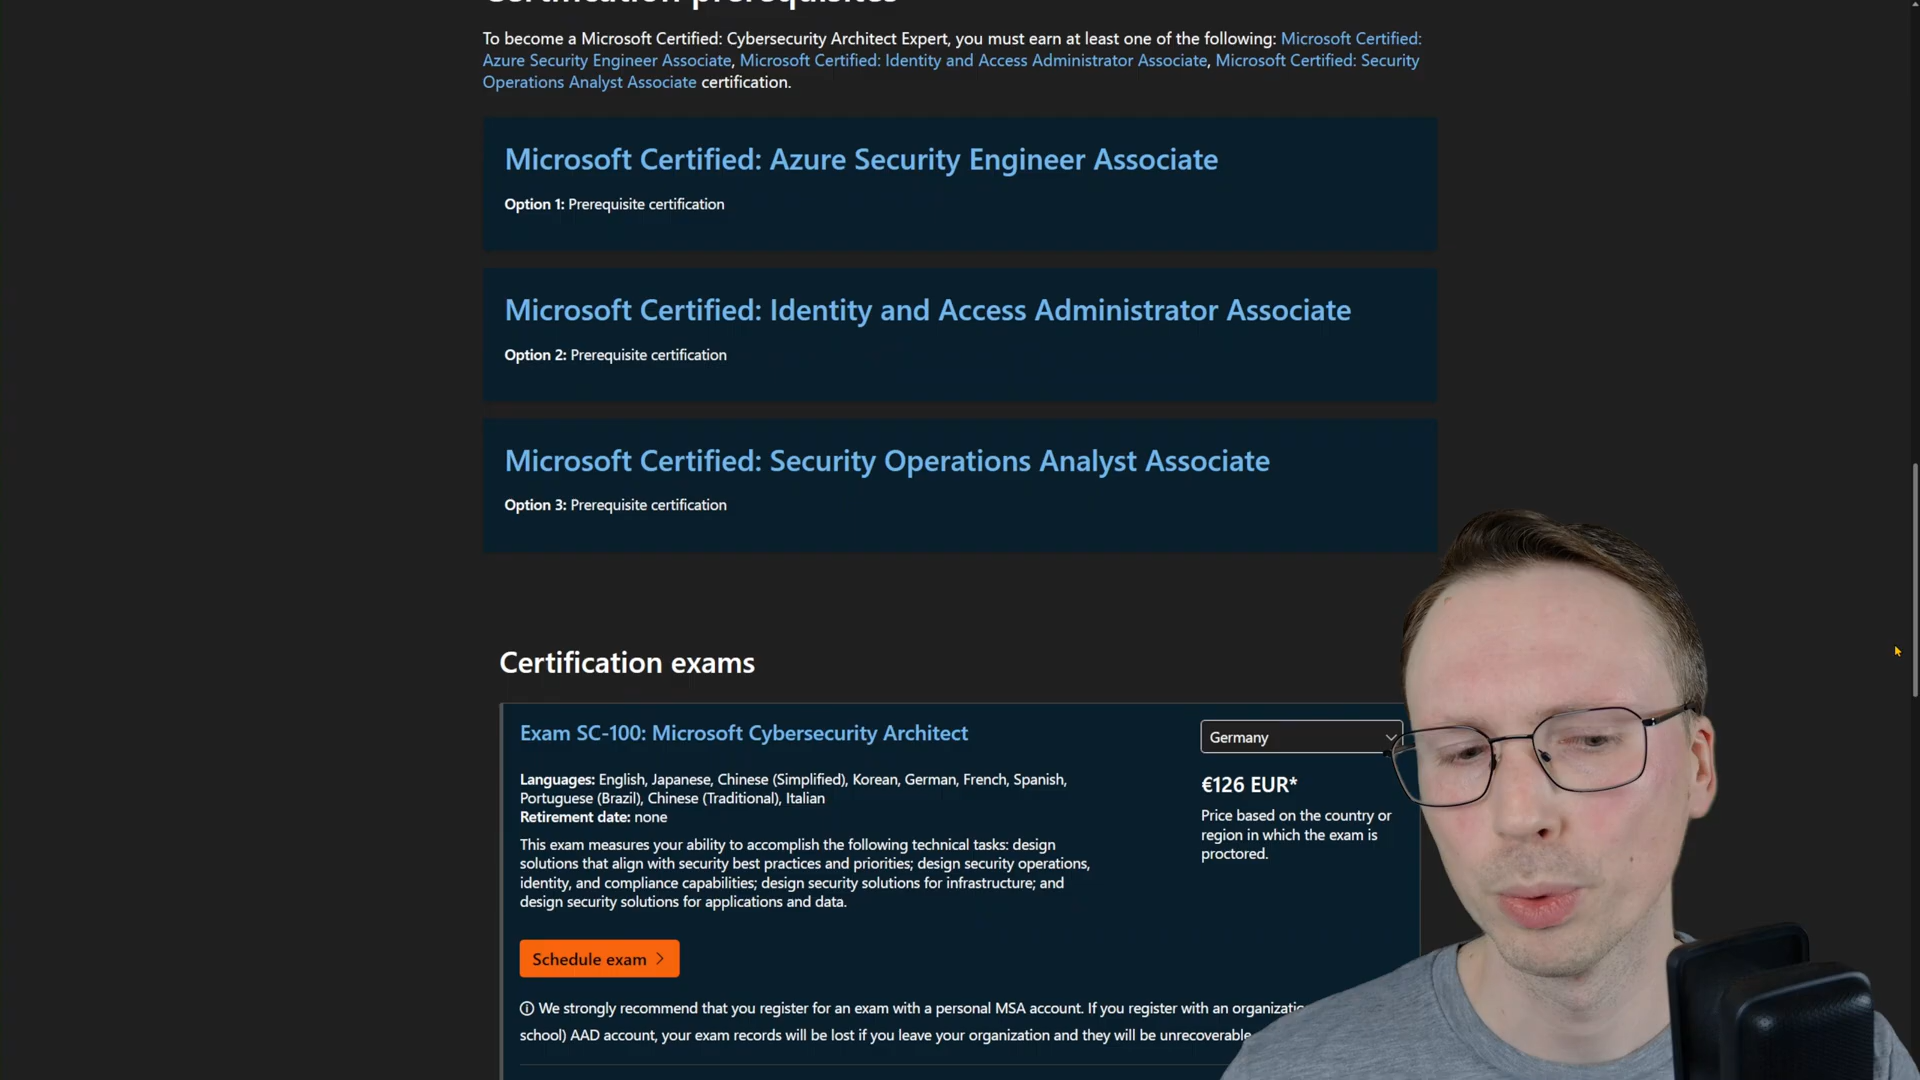 Certification prerequisites
To become a Microsoft Certified: Cybersecurity Architect Expert, you must earn at least one of the following: Microsoft Certified:
Azure Security Engineer Associate, Microsoft Certified: Identity and Access Administrator Associate, Microsoft Certified: Security
Operations Analyst Associate certification.
Microsoft Certified: Azure Security Engineer Associate
Option 1: Prerequisite certification
Microsoft Certified: Identity and Access Administrator Associate
Option 2: Prerequisite certification
Microsoft Certified: Security Operations Analyst Associate
Option 3: Prerequisite certification
Certification exams
Exam SC-100: Microsoft Cybersecurity Architect
Languages: English, Japanese, Chinese (Simplified), Korean, German, French, Spanish,
Portuguese (Brazil), Chinese (Traditional), Italian
Retirement date: none
This exam measures your ability to accomplish the following technical tasks: design
solutions that align with security best practices and priorities; design security operations,
identity, and compliance capabilities; design security solutions for infrastructure; and
design security solutions for applications and data.
Germany
€126 EUR*
Price based on the country or
region in which the exam is
proctored.
Schedule exam
We strongly recommend that you register for an exam with a personal MSA account. If you register with an
school) AAD account, your exam records will be lost if you leave your organization and they will be unrecoverable